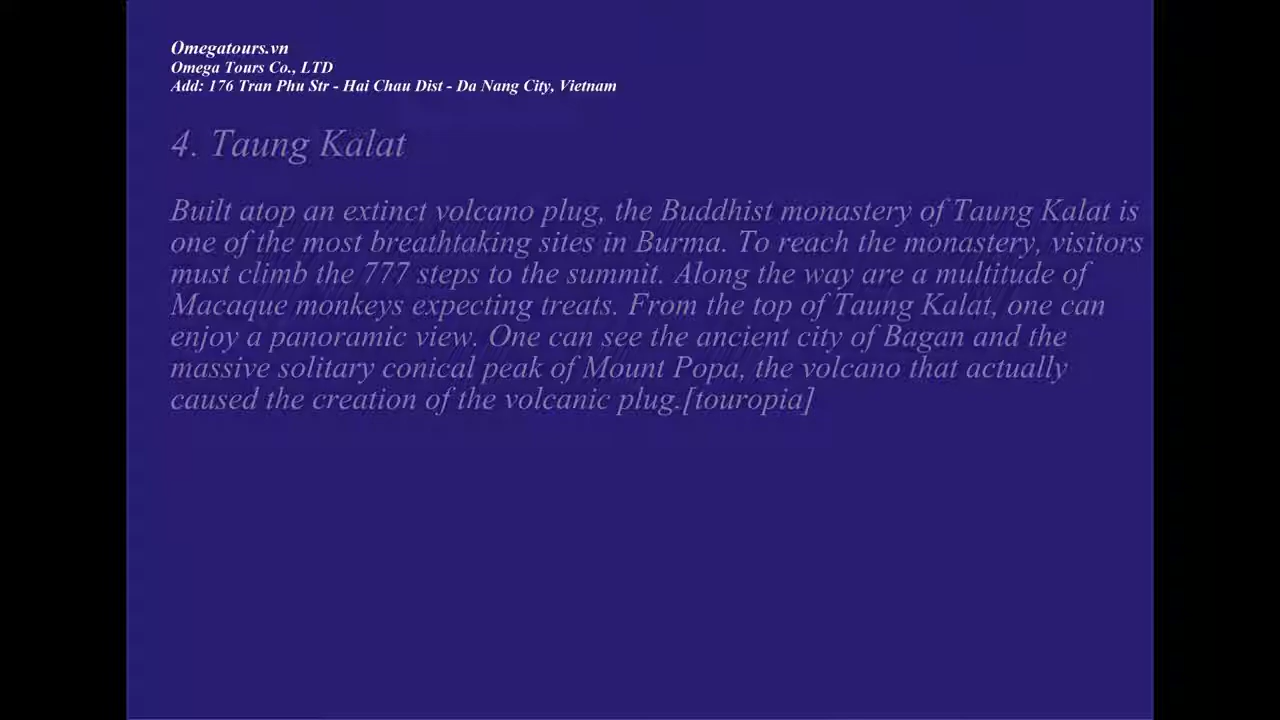 Omegatours.vn
Omega Tours Co., LTD
Add: 176 Tran Phu Str - Hai Chau Dist - Da Nang City, Vietnam
4. Taung Kalat
Built atop an extinct volcano plug, the Buddhist monastery of Taung Kalat is
one of the most breathtaking sites in Burma. To reach the monastery, visitors
must climb the 777 steps to the summit. Along the way are a multitude of
Macaque monkeys expecting treats. From the top of Taung Kalat, one can
enjoy a panoramic view. One can see the ancient city of Bagan and the
massive solitary conical peak of Mount Popa, the volcano that actually
caused the creation of the volcanic plug.[touropia]